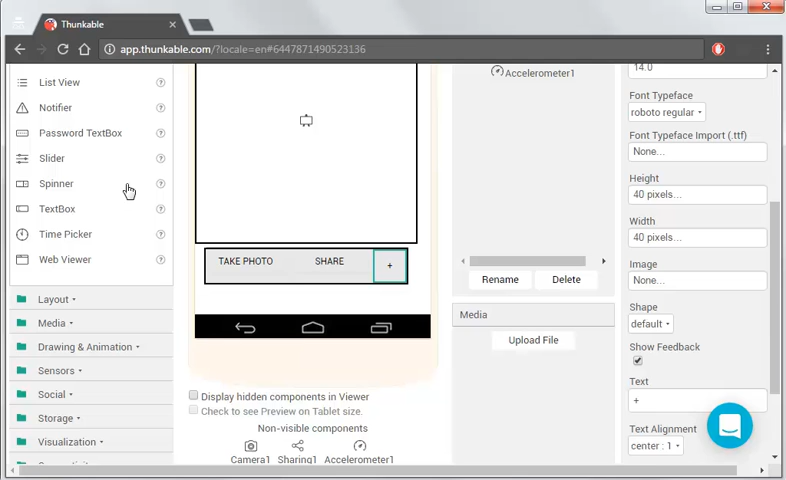 Thunkable
app.thunkable.com/?locale=en#6447871490523136
List View
Notifier
Password TextBox
Slider
Spinner
TextBox
Time Picker
Web Viewer
Layout
Media
Drawing & Animation
Sensors
Social
Storage
Visualization
TAKE PHOTO
SHARE
+
Display hidden components in Viewer
Check to see Preview on Tablet size.
Non-visible components
Camera1
Sharing1
Accelerometer1
Accelerometer1
Rename
Delete
Media
Upload File
14.0
Font Typeface
roboto regular
Font Typeface Import (.ttf)
None...
Height
40 pixels...
Width
40 pixels...
Image
None...
Shape
default
Show Feedback
Text
+
Text Alignment
center : 1